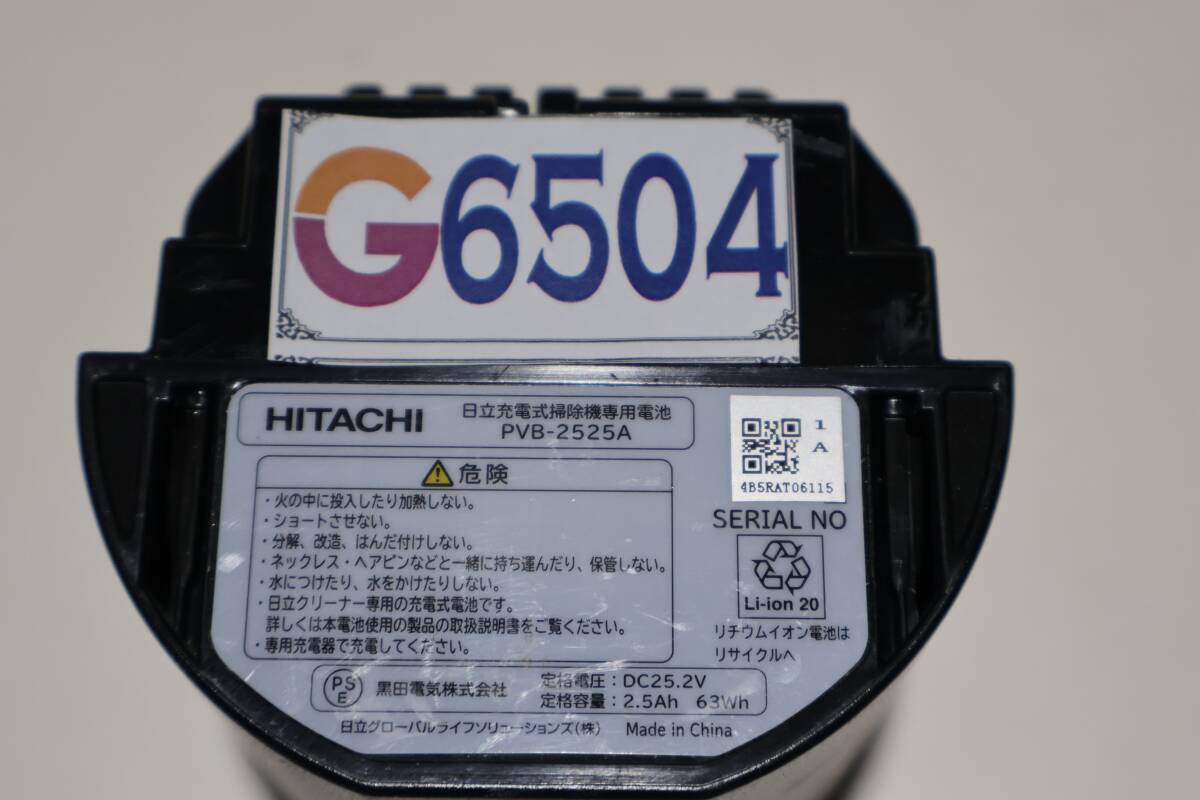 G6504
HITACHI
日立充電式掃除機専用電池
PVB-2525A
1
A
4B5RAT06115
SERIAL NO
危険
・火の中に投入したり加熱しない。
・ショートさせない。
・分解、改造、はんだ付けしない。
・ネックレス・ヘアピンなどと一緒に持ち運んだり、保管しない。
・水につけたり、水をかけたりしない。
・日立クリーナー専用の充電式電池です。
詳しくは本電池使用の製品の取扱説明書をご覧ください。
・専用充電器で充電してください。
Li-ion 20
リチウムイオン電池は
リサイクルへ
PS
E
黒田電気株式会社
定格電圧：DC25.2V
定格容量：2.5Ah 63Wh
日立グローバルライフソリューションズ(株) Made in China